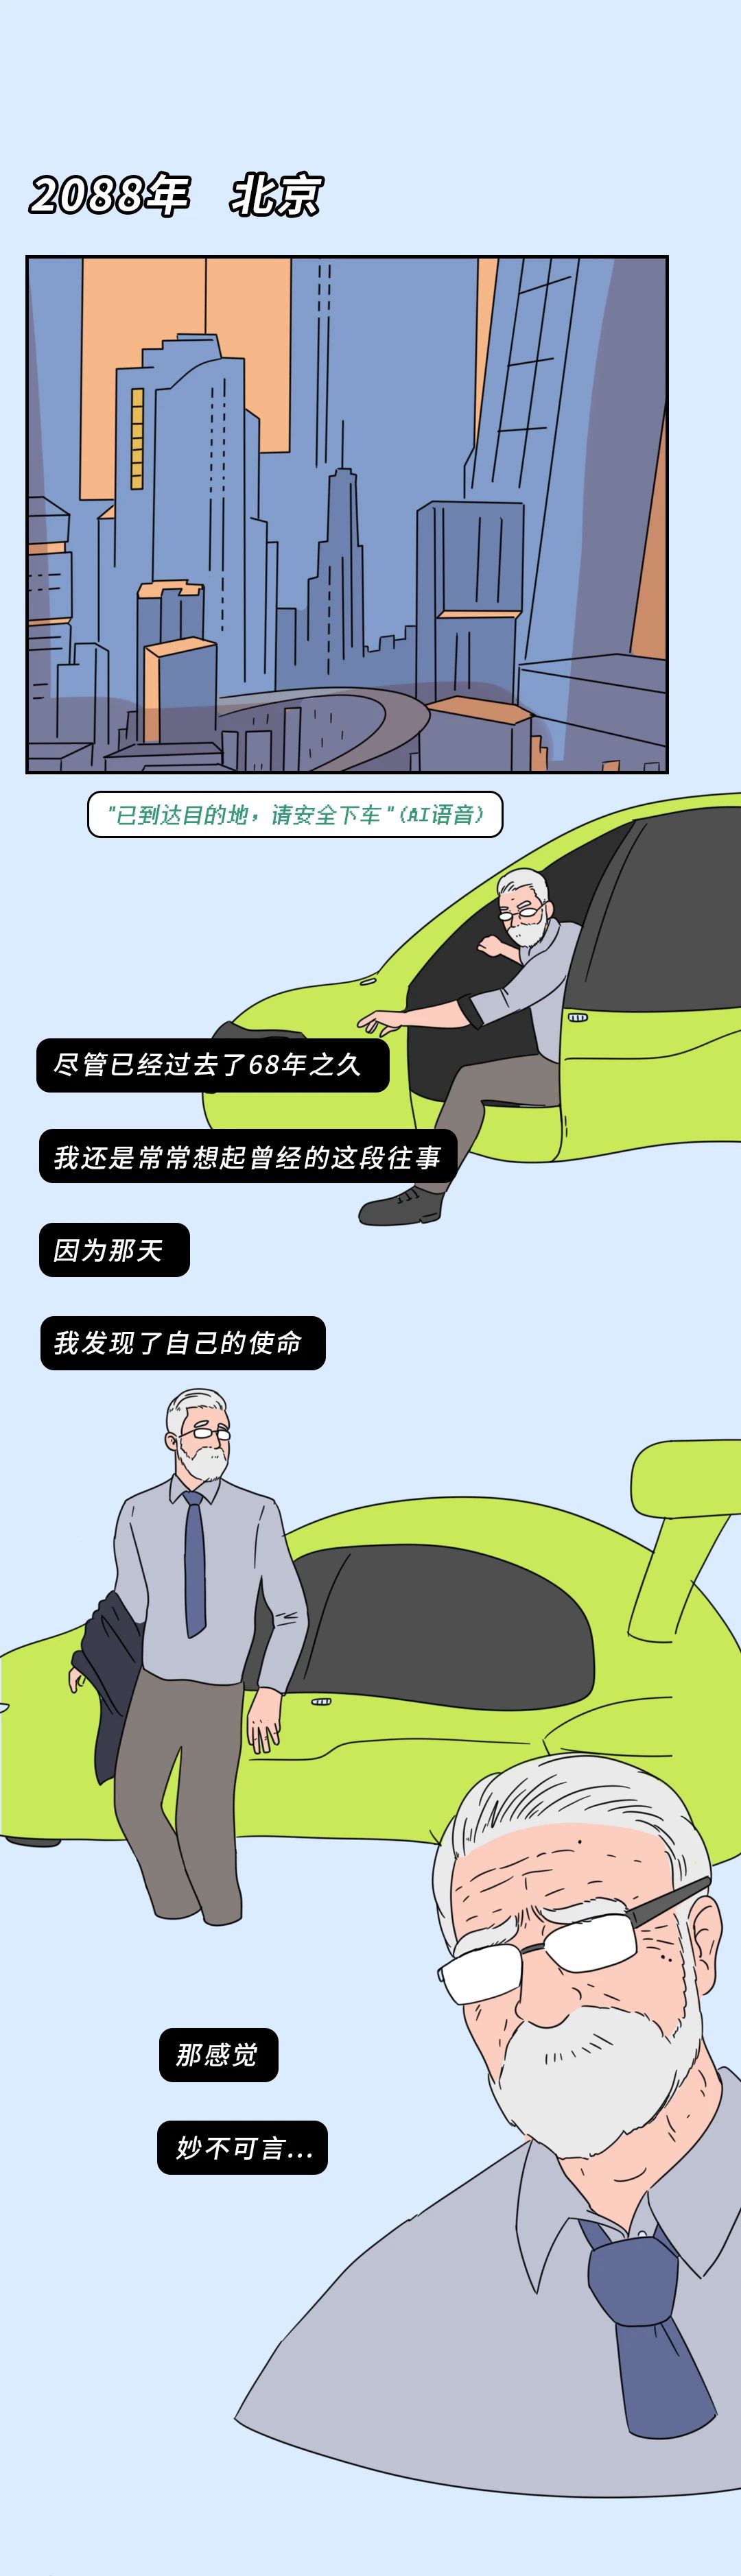 2088年 北京
"已到达目的地，请安全下车"(AI语音)
尽管已经过去了68年之久
我还是常常想起曾经的这段往事
因为那天
我发现了自己的使命
那感觉
妙不可言...